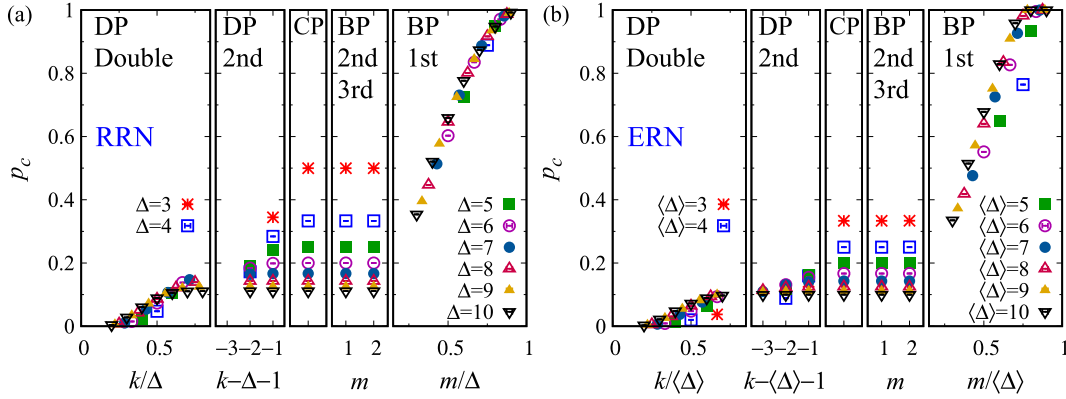 (a)
p_c
1
0.8
0.6
0.4
0.2
0
DP
Double
RRN
Δ=3
Δ=4
0
0.5
k/Δ
DP
2nd
−3−2−1
k−Δ−1
CP
BP
2nd
3rd
1 2
m
BP
1st
Δ=5
Δ=6
Δ=7
Δ=8
Δ=9
Δ=10
0.5
1
m/Δ
(b)
p_c
1
0.8
0.6
0.4
0.2
0
DP
Double
ERN
⟨Δ⟩=3
⟨Δ⟩=4
0
0.5
k/⟨Δ⟩
DP
2nd
−3−2−1
k−⟨Δ⟩−1
CP
BP
2nd
3rd
1 2
m
BP
1st
⟨Δ⟩=5
⟨Δ⟩=6
⟨Δ⟩=7
⟨Δ⟩=8
⟨Δ⟩=9
⟨Δ⟩=10
0.5
1
m/⟨Δ⟩